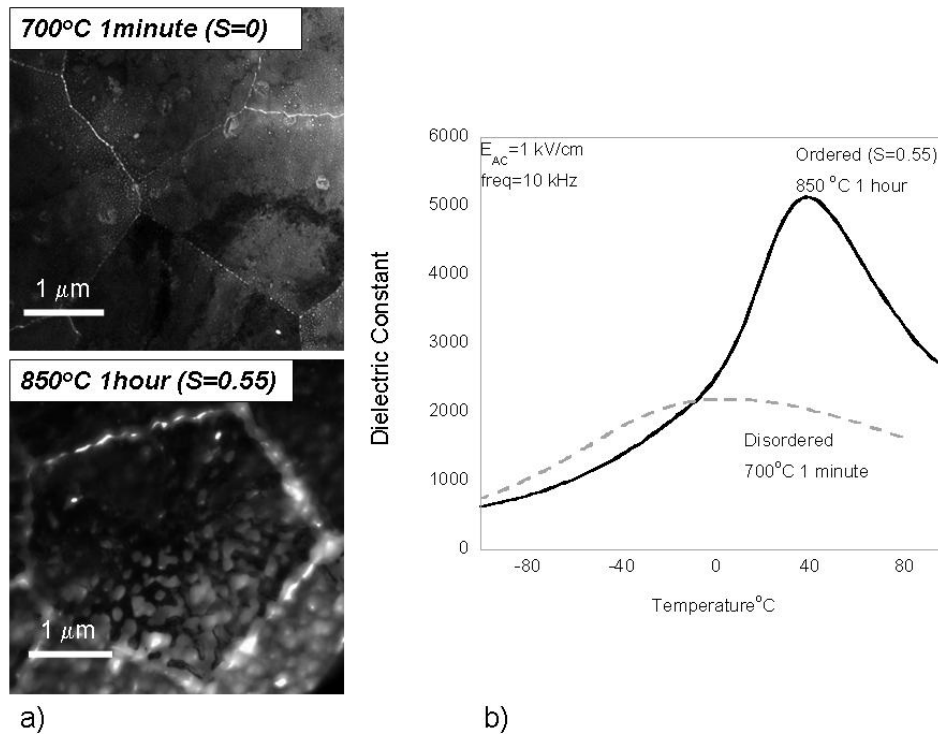 700°C 1minute (S=0)
1 μm
850°C 1hour (S=0.55)
1 μm
a)
6000
5000
4000
3000
2000
1000
0
Dielectric Constant
E_AC=1 kV/cm
freq=10 kHz
Ordered (S=0.55)
850 °C 1 hour
Disordered
700°C 1 minute
-80
-40
0
40
80
Temperature°C
b)